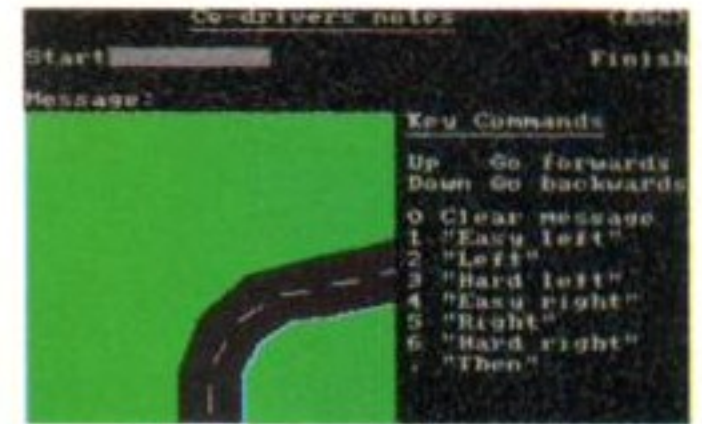 Co-drivers notes (ESC)
Start Finish
Message:
Key Commands
Up Go forwards
Down Go backwards
0 Clear message
1 "Easy left"
2 "Left"
3 "Hard left"
4 "Easy right"
5 "Right"
6 "Hard right"
. "Then"